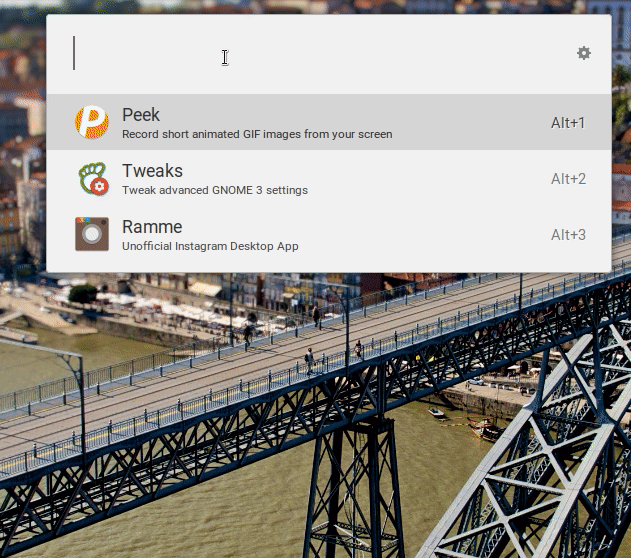 Peek
Record short animated GIF images from your screen
Alt+1
Tweaks
Tweak advanced GNOME 3 settings
Alt+2
Ramme
Unofficial Instagram Desktop App
Alt+3